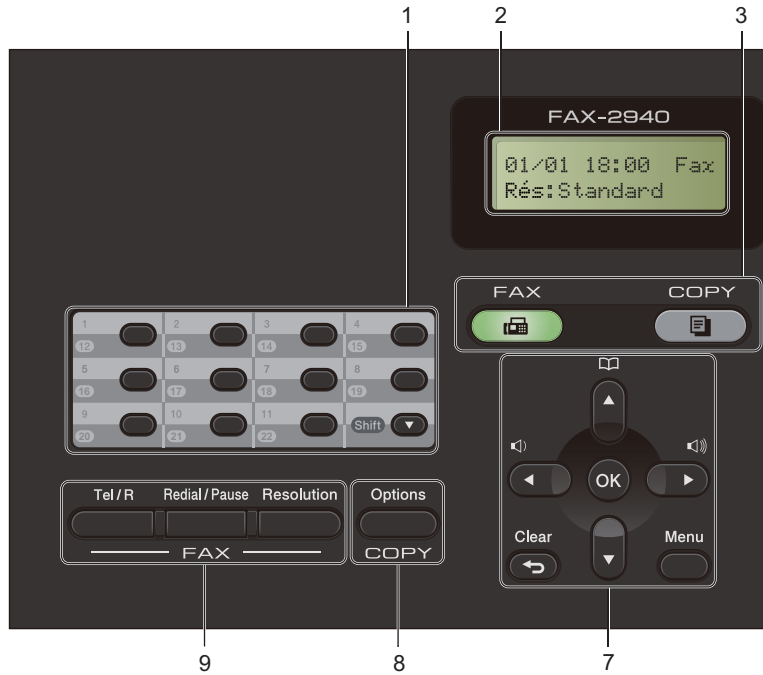 1 2 3
FAX-2940
01/01 18:00 Fax
Rés:Standard
FAX COPY
1 2 3 4
12 13 14 15
5 6 7 8
16 17 18 19
9 10 11 Shift
20 21 22
OK
Tel / R Redial / Pause Resolution Options
Clear Menu
FAX COPY
9 8 7